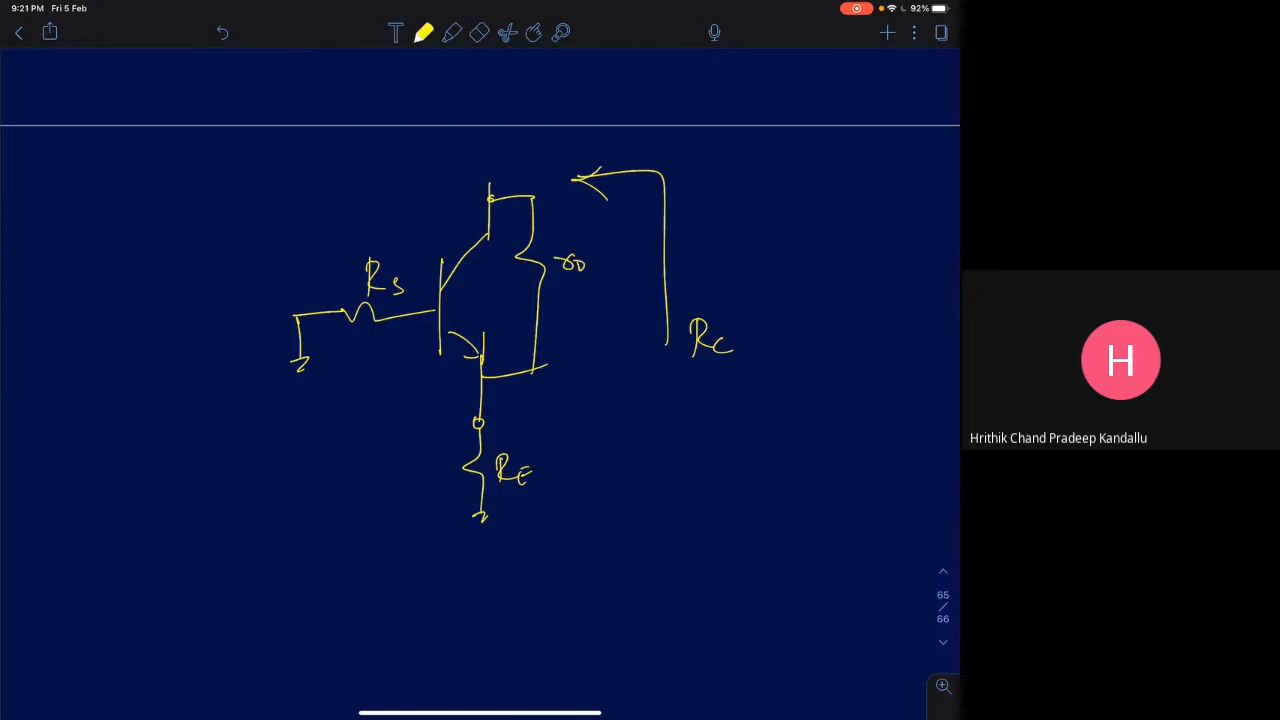 9:21 PM Fri 5 Feb
92%
T
Rs
ro
Rc
RE
H
Hrithik Chand Pradeep Kandallu
65
/
66